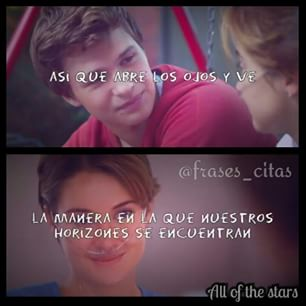 ASI QUE ABRE LOS OJOS Y VE
@frases_citas
LA MANERA EN LA QUE NUESTROS
HORIZONES SE ENCUENTRAN
All of the stars